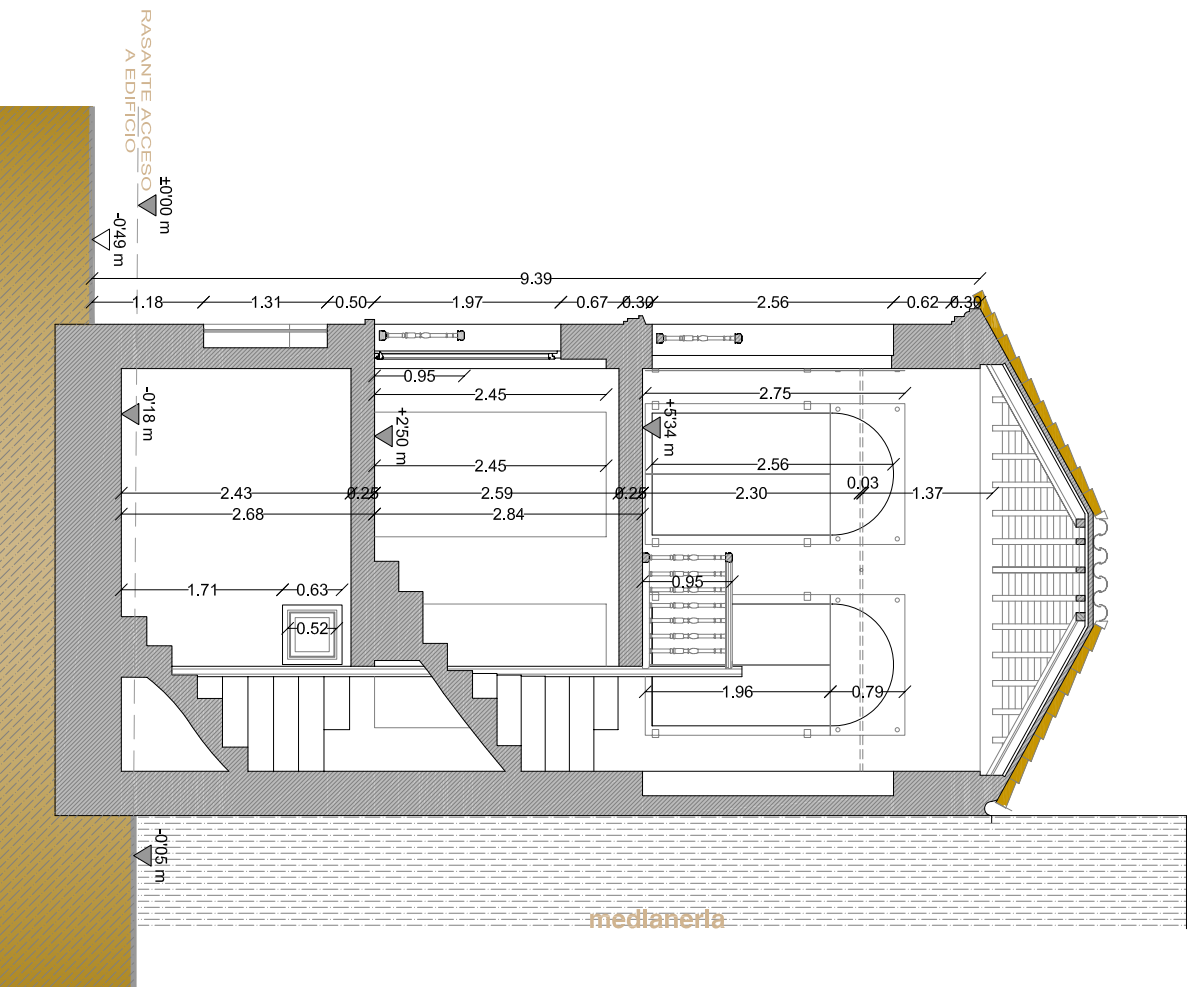 RASANTE ACCESO
A EDIFICIO
±0'00 m
-0'49 m
9.39
1.18 1.31 0.50 1.97 0.67 0.30 2.56 0.62 0.30
0.95
2.75
2.45
-0'18 m
+2'50 m
+5'34 m
2.45
2.56
0.03
2.43 0.25 2.59 0.25 2.30 1.37
2.68 2.84
0.95
1.71 0.63
0.52
1.96 0.79
-0'05 m
medianería